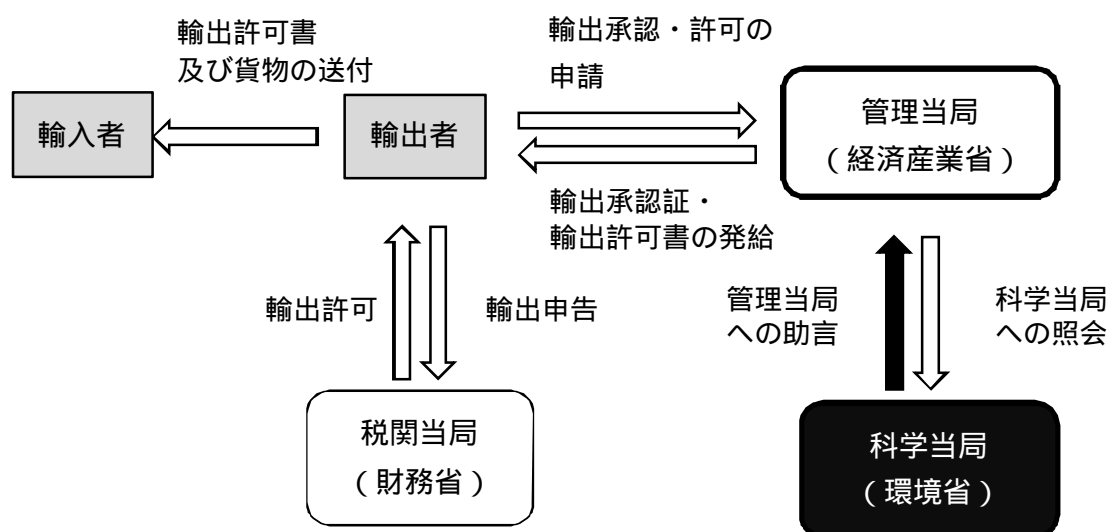 輸出許可書
及び貨物の送付
輸出承認・許可の
申請
輸入者
輸出者
管理当局
(経済産業省)
輸出承認証・
輸出許可書の発給
輸出許可
輸出申告
管理当局
への助言
科学当局
への照会
税関当局
(財務省)
科学当局
(環境省)